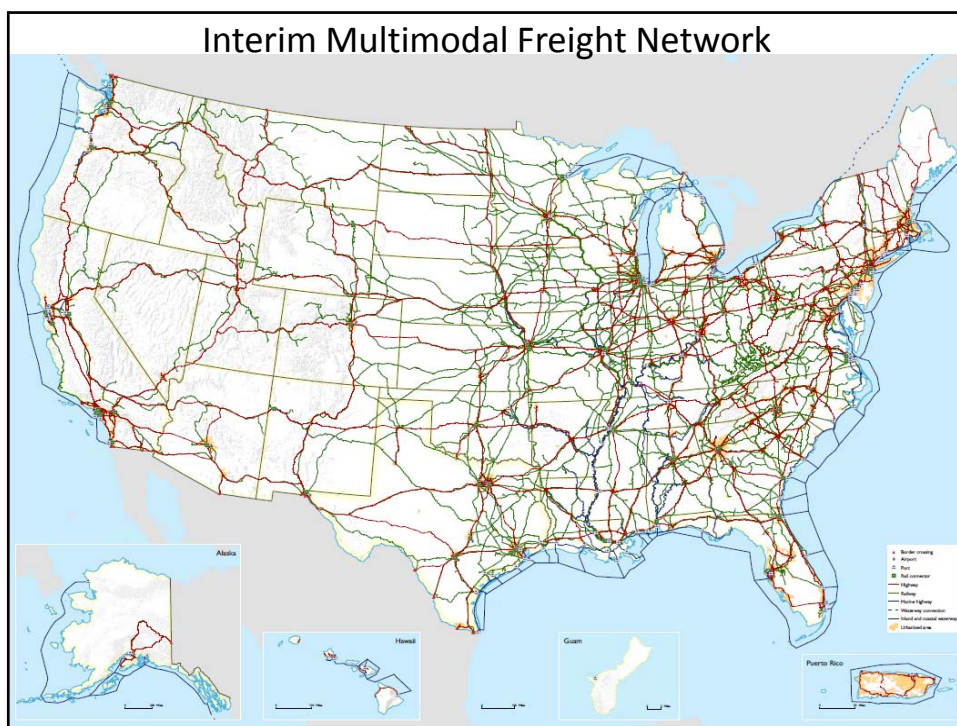 Interim Multimodal Freight Network
Alaska
Hawaii
Guam
Puerto Rico
Border crossing
Airport
Port
Rail connector
Highway
Railway
Marine highway
Waterway connection
Inland and coastal waterways
Urbanized area